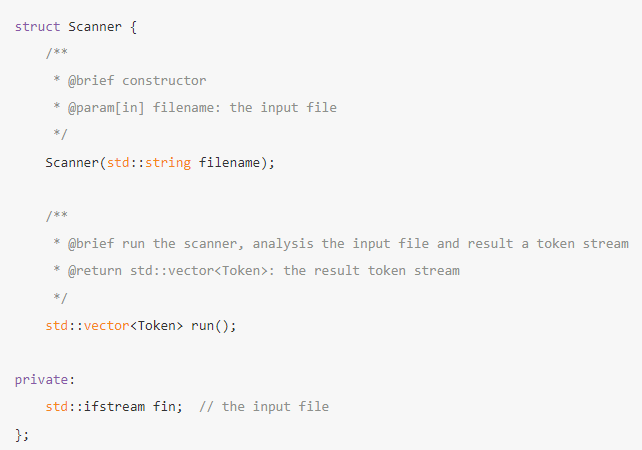 struct Scanner {
    /**
     * @brief constructor
     * @param[in] filename: the input file
     */
    Scanner(std::string filename);
    /**
     * @brief run the scanner, analysis the input file and result a token stream
     * @return std::vector<Token>: the result token stream
     */
    std::vector<Token> run();
private:
    std::ifstream fin;  // the input file
};